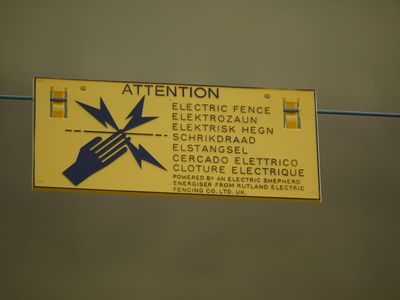 ATTENTION
ELECTRIC FENCE
ELEKTROZAUN
ELEKTRISK HEGN
SCHRIKDRAAD
ELSTANGSEL
CERCADO ELETTRICO
CLOTURE ELECTRIQUE
POWERED BY AN ELECTRIC SHEPHERD
ENERGISER FROM RUTLAND ELECTRIC
FENCING CO. LTD. UK.